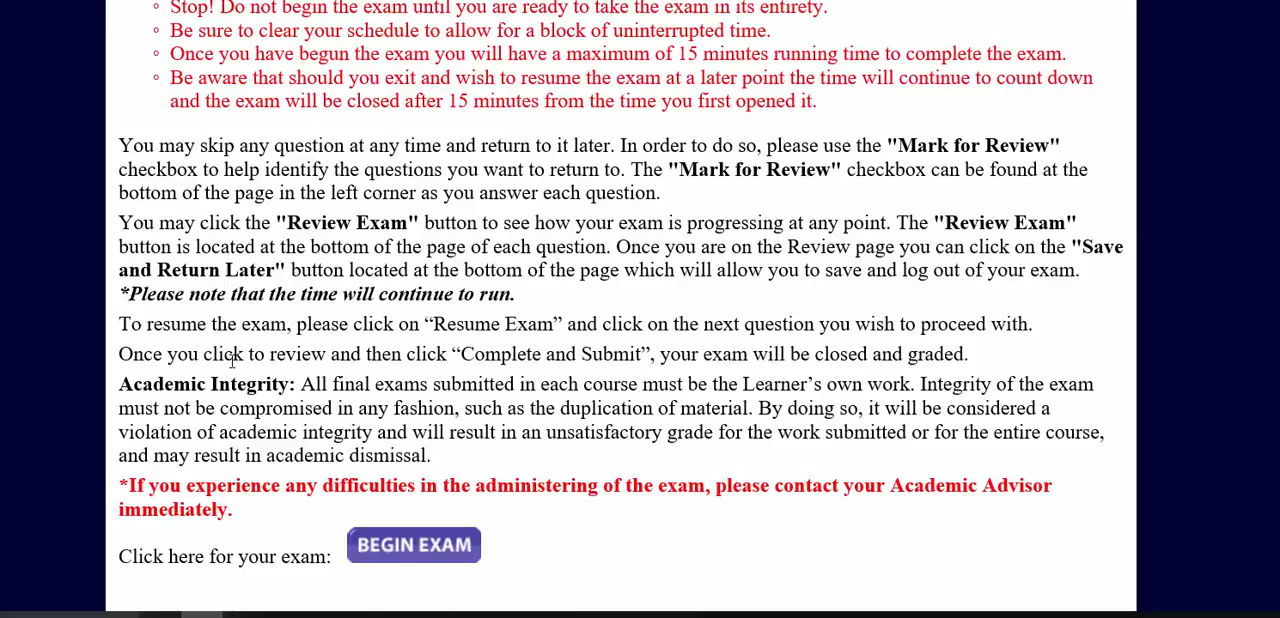 ◦ Stop! Do not begin the exam until you are ready to take the exam in its entirety.
◦ Be sure to clear your schedule to allow for a block of uninterrupted time.
◦ Once you have begun the exam you will have a maximum of 15 minutes running time to complete the exam.
◦ Be aware that should you exit and wish to resume the exam at a later point the time will continue to count down
and the exam will be closed after 15 minutes from the time you first opened it.
You may skip any question at any time and return to it later. In order to do so, please use the "Mark for Review"
checkbox to help identify the questions you want to return to. The "Mark for Review" checkbox can be found at the
bottom of the page in the left corner as you answer each question.
You may click the "Review Exam" button to see how your exam is progressing at any point. The "Review Exam"
button is located at the bottom of the page of each question. Once you are on the Review page you can click on the "Save
and Return Later" button located at the bottom of the page which will allow you to save and log out of your exam.
*Please note that the time will continue to run.
To resume the exam, please click on “Resume Exam” and click on the next question you wish to proceed with.
Once you click to review and then click “Complete and Submit”, your exam will be closed and graded.
Academic Integrity: All final exams submitted in each course must be the Learner’s own work. Integrity of the exam
must not be compromised in any fashion, such as the duplication of material. By doing so, it will be considered a
violation of academic integrity and will result in an unsatisfactory grade for the work submitted or for the entire course,
and may result in academic dismissal.
*If you experience any difficulties in the administering of the exam, please contact your Academic Advisor
immediately.
Click here for your exam: BEGIN EXAM